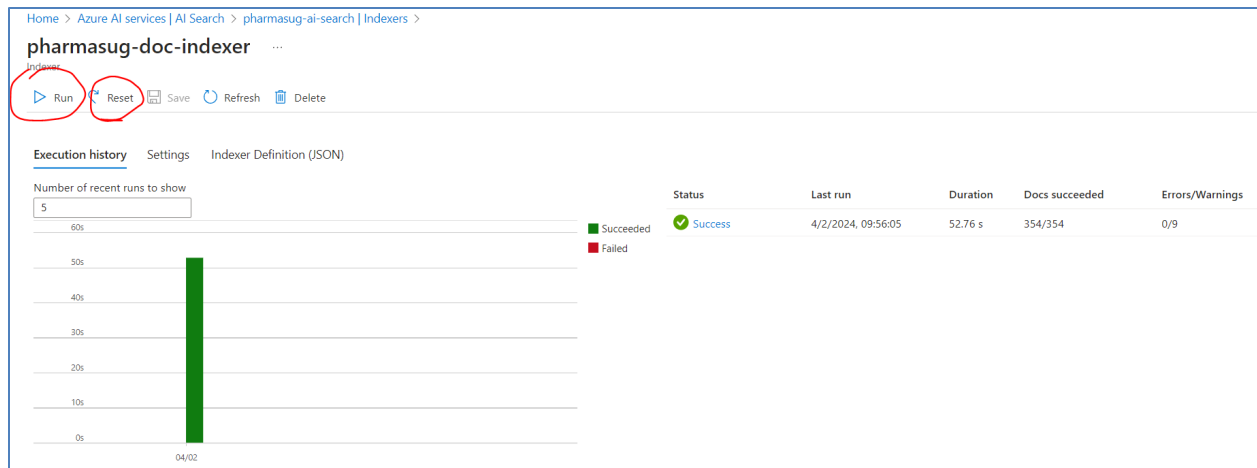 Home > Azure AI services | AI Search > pharmasug-ai-search | Indexers >
pharmasug-doc-indexer ...
Indexer
Run Reset Save Refresh Delete
Execution history Settings Indexer Definition (JSON)
Number of recent runs to show
5
60s
50s
40s
30s
20s
10s
0s
04/02
Succeeded
Failed
Status Last run Duration Docs succeeded Errors/Warnings
Success 4/2/2024, 09:56:05 52.76 s 354/354 0/9